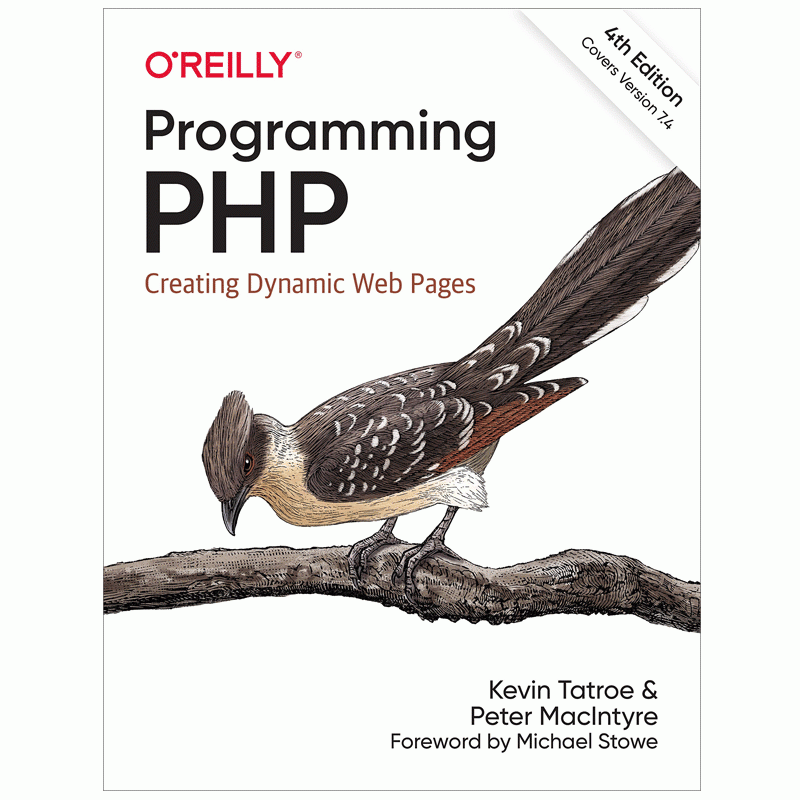 O'REILLY®
4th Edition
Covers Version 7.4
Programming
PHP
Creating Dynamic Web Pages
Kevin Tatroe &
Peter MacIntyre
Foreword by Michael Stowe